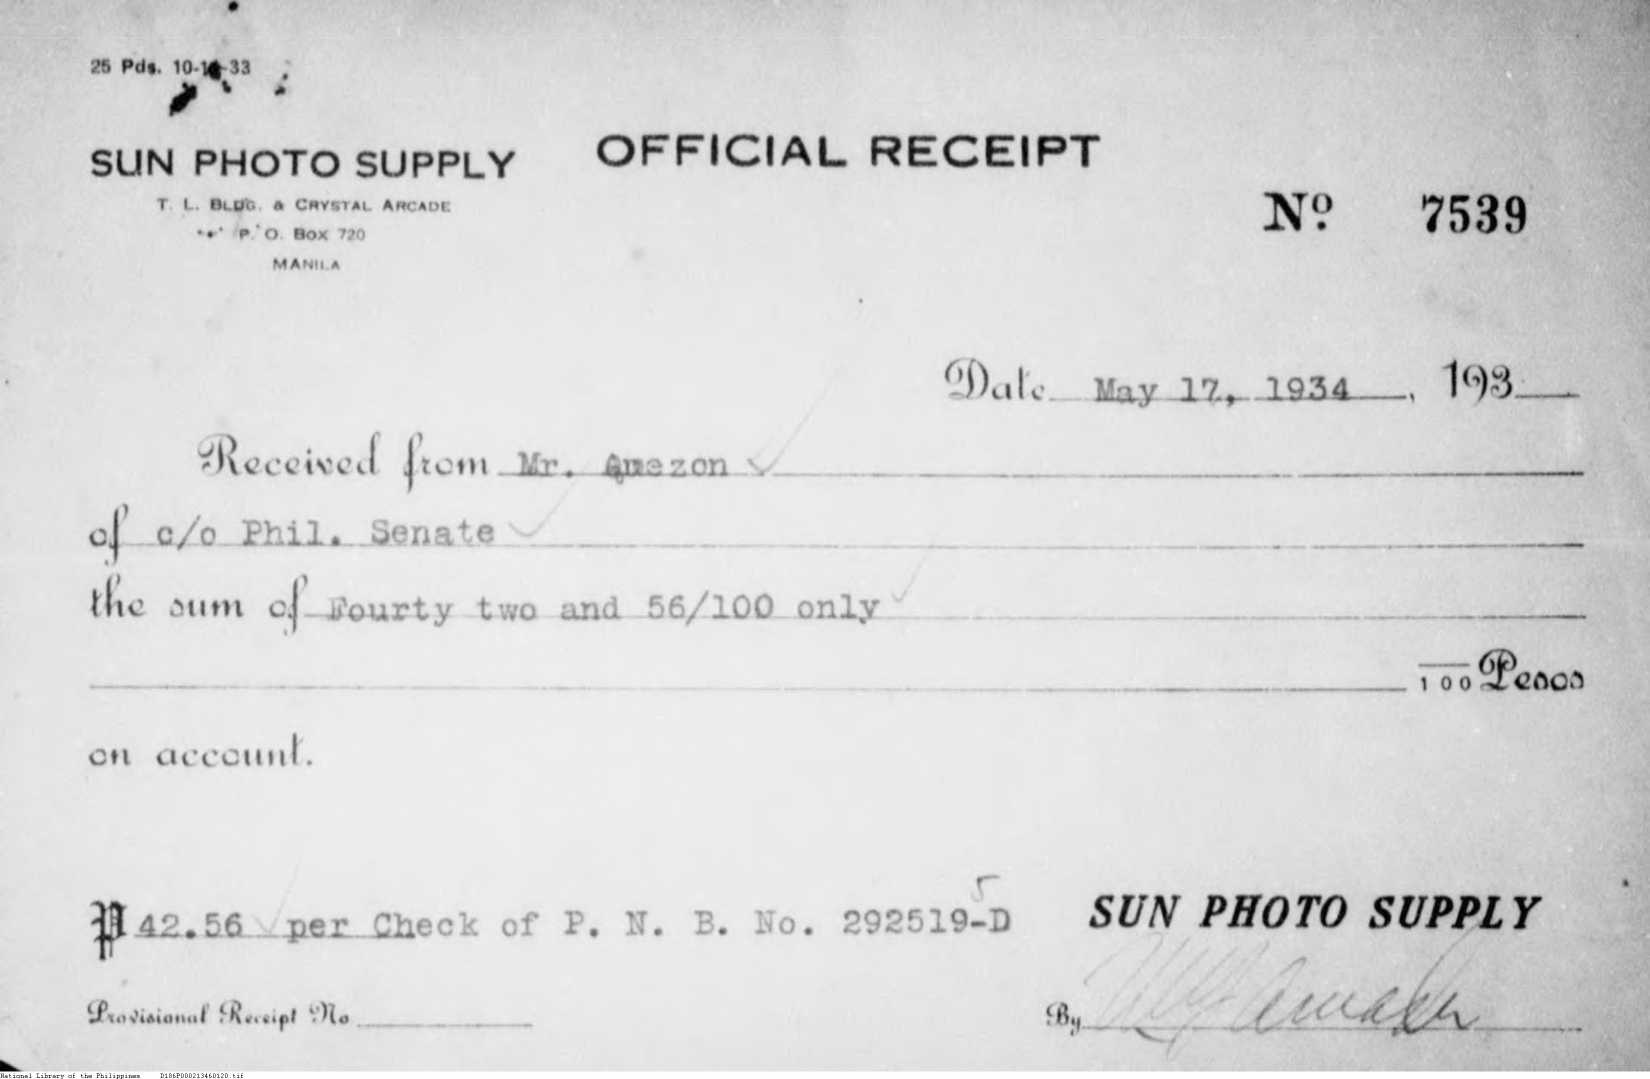 25 Pds. 10-1-33
SUN PHOTO SUPPLY
OFFICIAL RECEIPT
T. L. BLDG. & CRYSTAL ARCADE
P. O. BOX 720
MANILA
Nº 7539
Date May 17, 1934, 193
Received from Mr. Quezon
of c/o Phil. Senate
the sum of Fourty two and 56/100 only
100 Pesos
on account.
5
₱ 42.56 per Check of P. N. B. No. 292519-D
SUN PHOTO SUPPLY
Provisional Receipt No
By
National Library of the Philippines D186P000213460120.tif